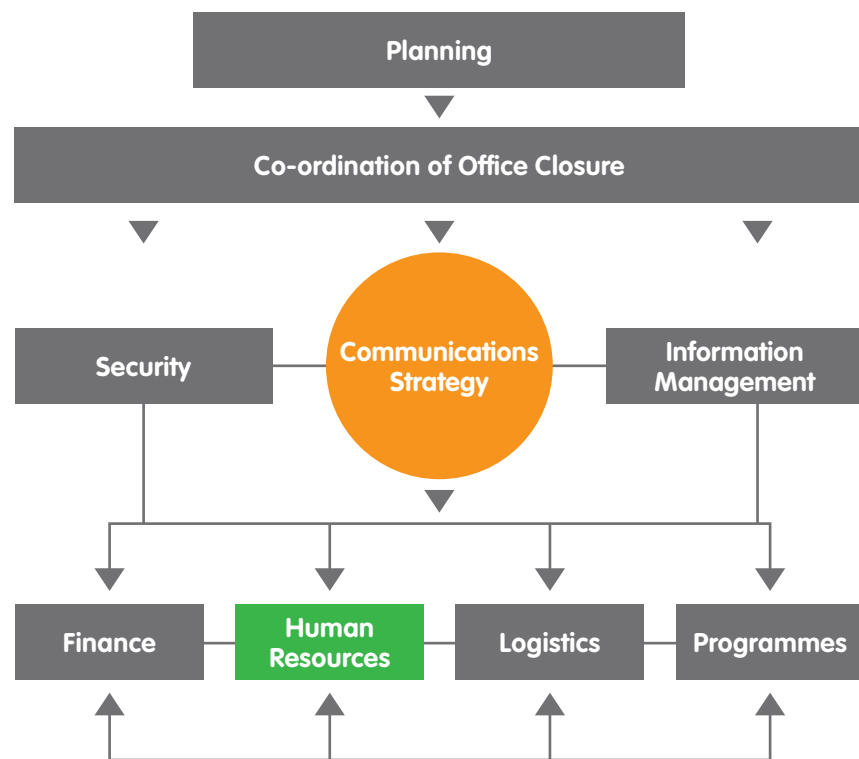 Planning
Co-ordination of Office Closure
Security
Communications
Strategy
Information
Management
Finance
Human
Resources
Logistics
Programmes